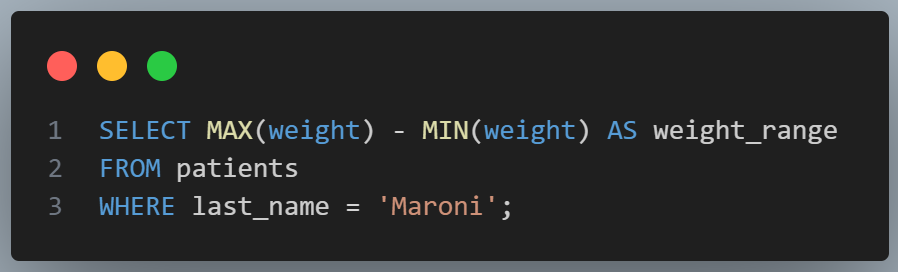 1 SELECT MAX(weight) - MIN(weight) AS weight_range
2 FROM patients
3 WHERE last_name = 'Maroni';